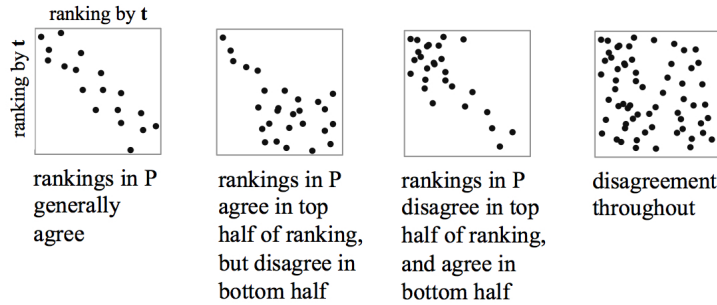 ranking by t
ranking by t
rankings in P
generally
agree
rankings in P
agree in top
half of ranking,
but disagree in
bottom half
rankings in P
disagree in top
half of ranking,
and agree in
bottom half
disagreement
throughout